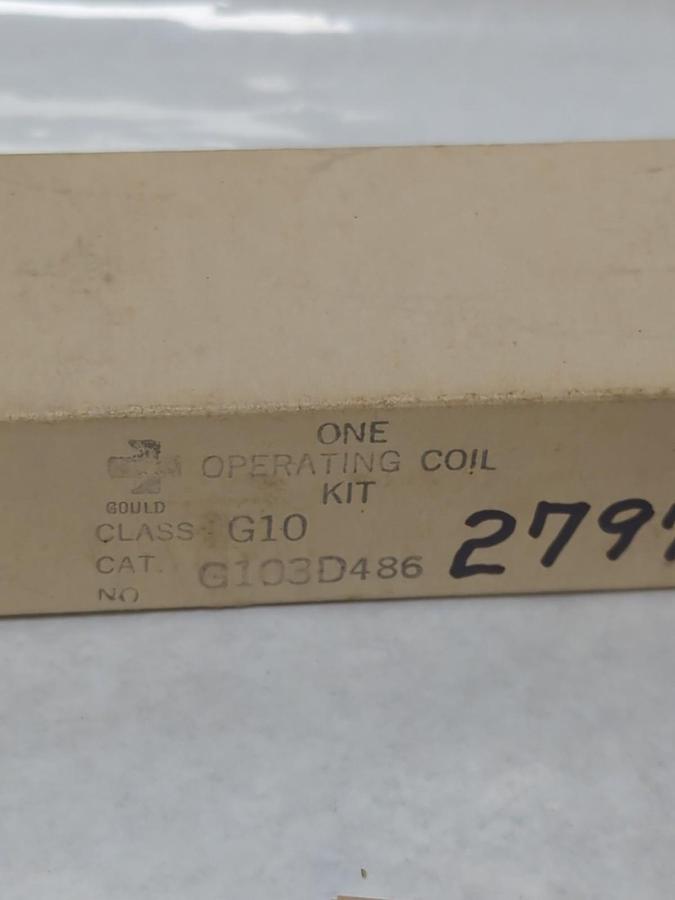 ONE
OPERATING COIL
KIT
GOULD
CLASS G10
CAT. G103D486
NO